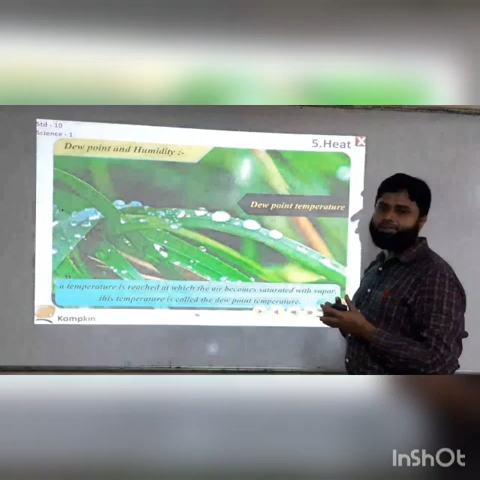 Std - 10
Science - 1
5.Heat
Dew point and Humidity :-
Dew point temperature
a temperature is reached at which the air becomes saturated with vapor.
this temperature is called the dew point temperature.
Kompkin
InShOt